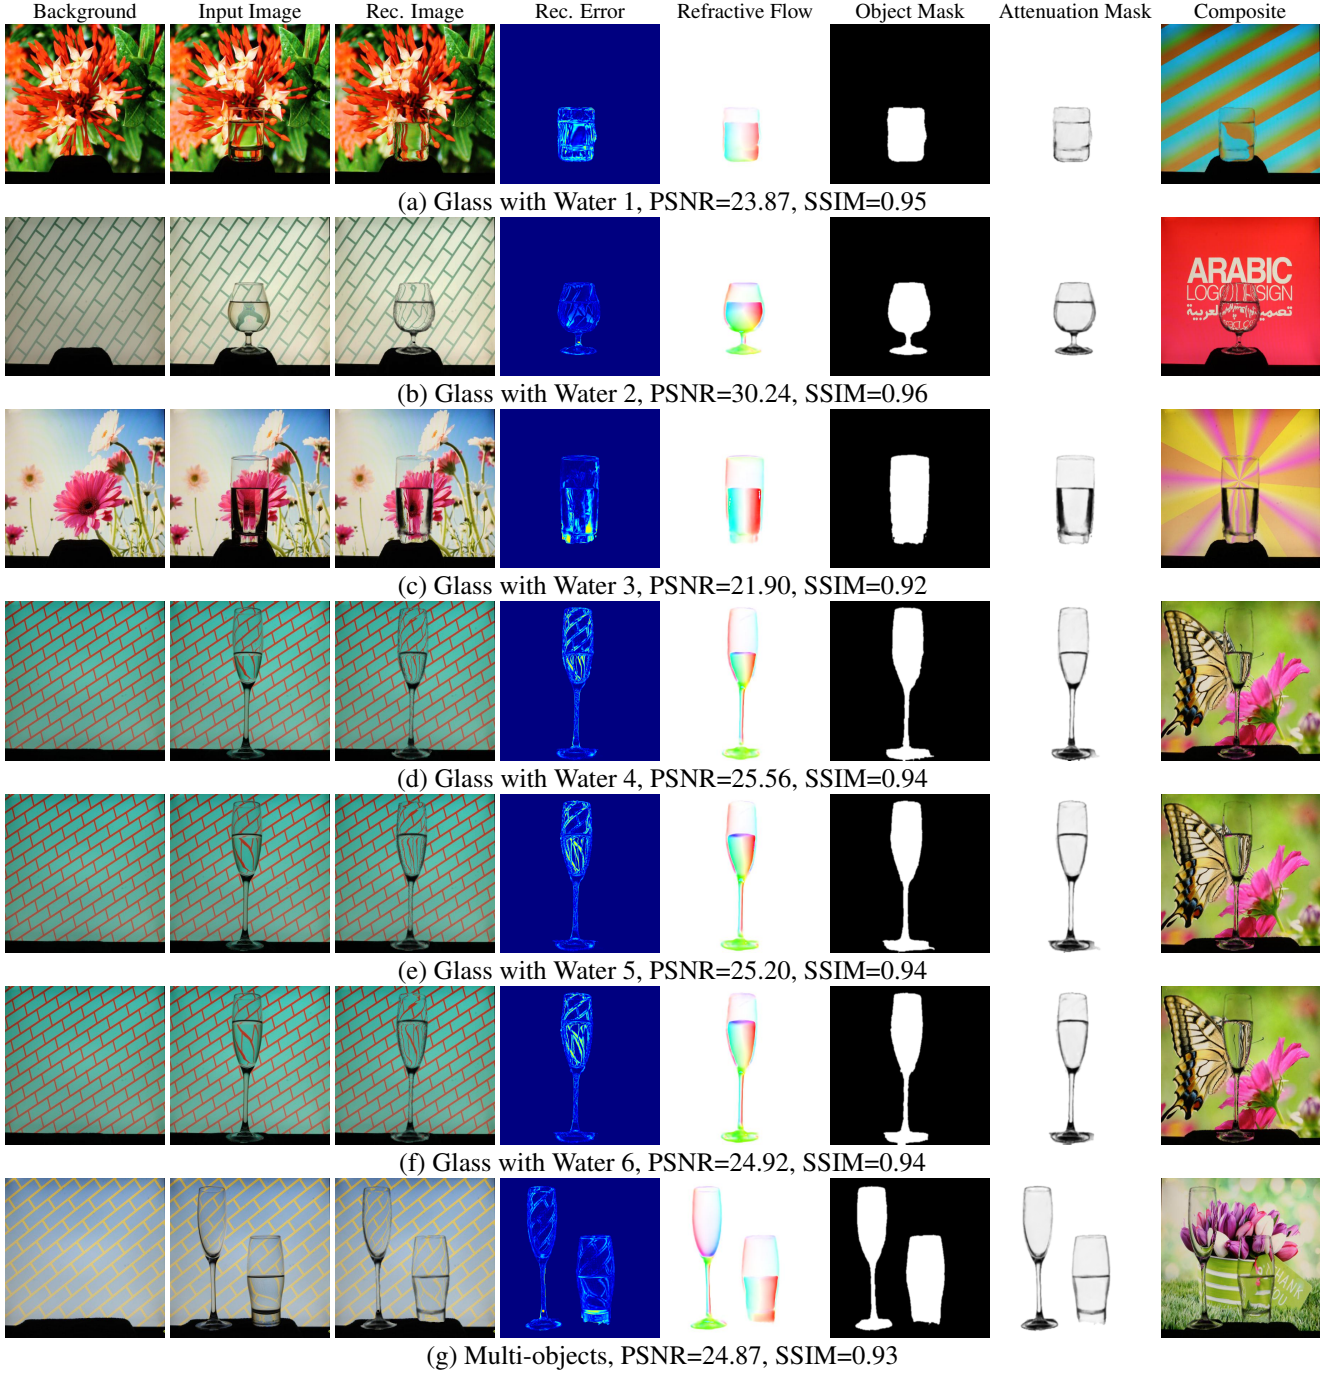 Background Input Image Rec. Image Rec. Error Refractive Flow Object Mask Attenuation Mask Composite
(a) Glass with Water 1, PSNR=23.87, SSIM=0.95
ARABIC
LOGO DESIGN
(b) Glass with Water 2, PSNR=30.24, SSIM=0.96
(c) Glass with Water 3, PSNR=21.90, SSIM=0.92
(d) Glass with Water 4, PSNR=25.56, SSIM=0.94
(e) Glass with Water 5, PSNR=25.20, SSIM=0.94
(f) Glass with Water 6, PSNR=24.92, SSIM=0.94
THANK
YOU
(g) Multi-objects, PSNR=24.87, SSIM=0.93